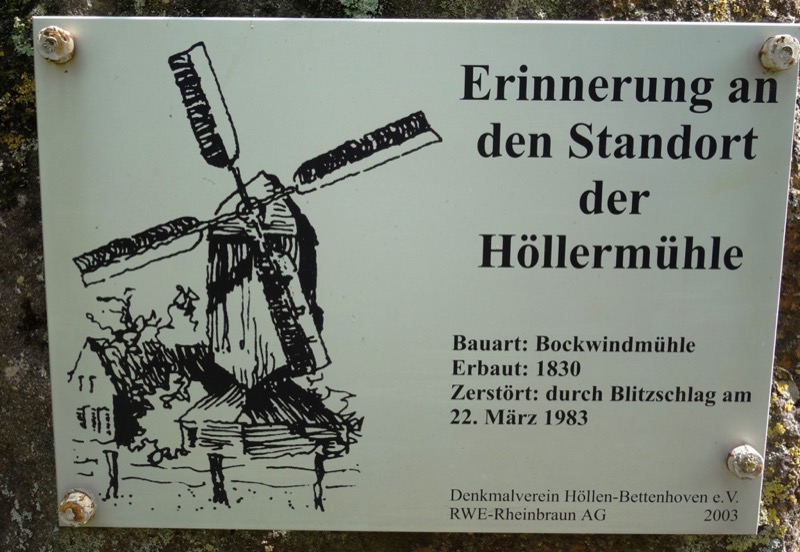 Erinnerung an
den Standort
der
Höllermühle
Bauart: Bockwindmühle
Erbaut: 1830
Zerstört: durch Blitzschlag am
22. März 1983
Denkmalverein Höllen-Bettenhoven e.V.
RWE-Rheinbraun AG 2003